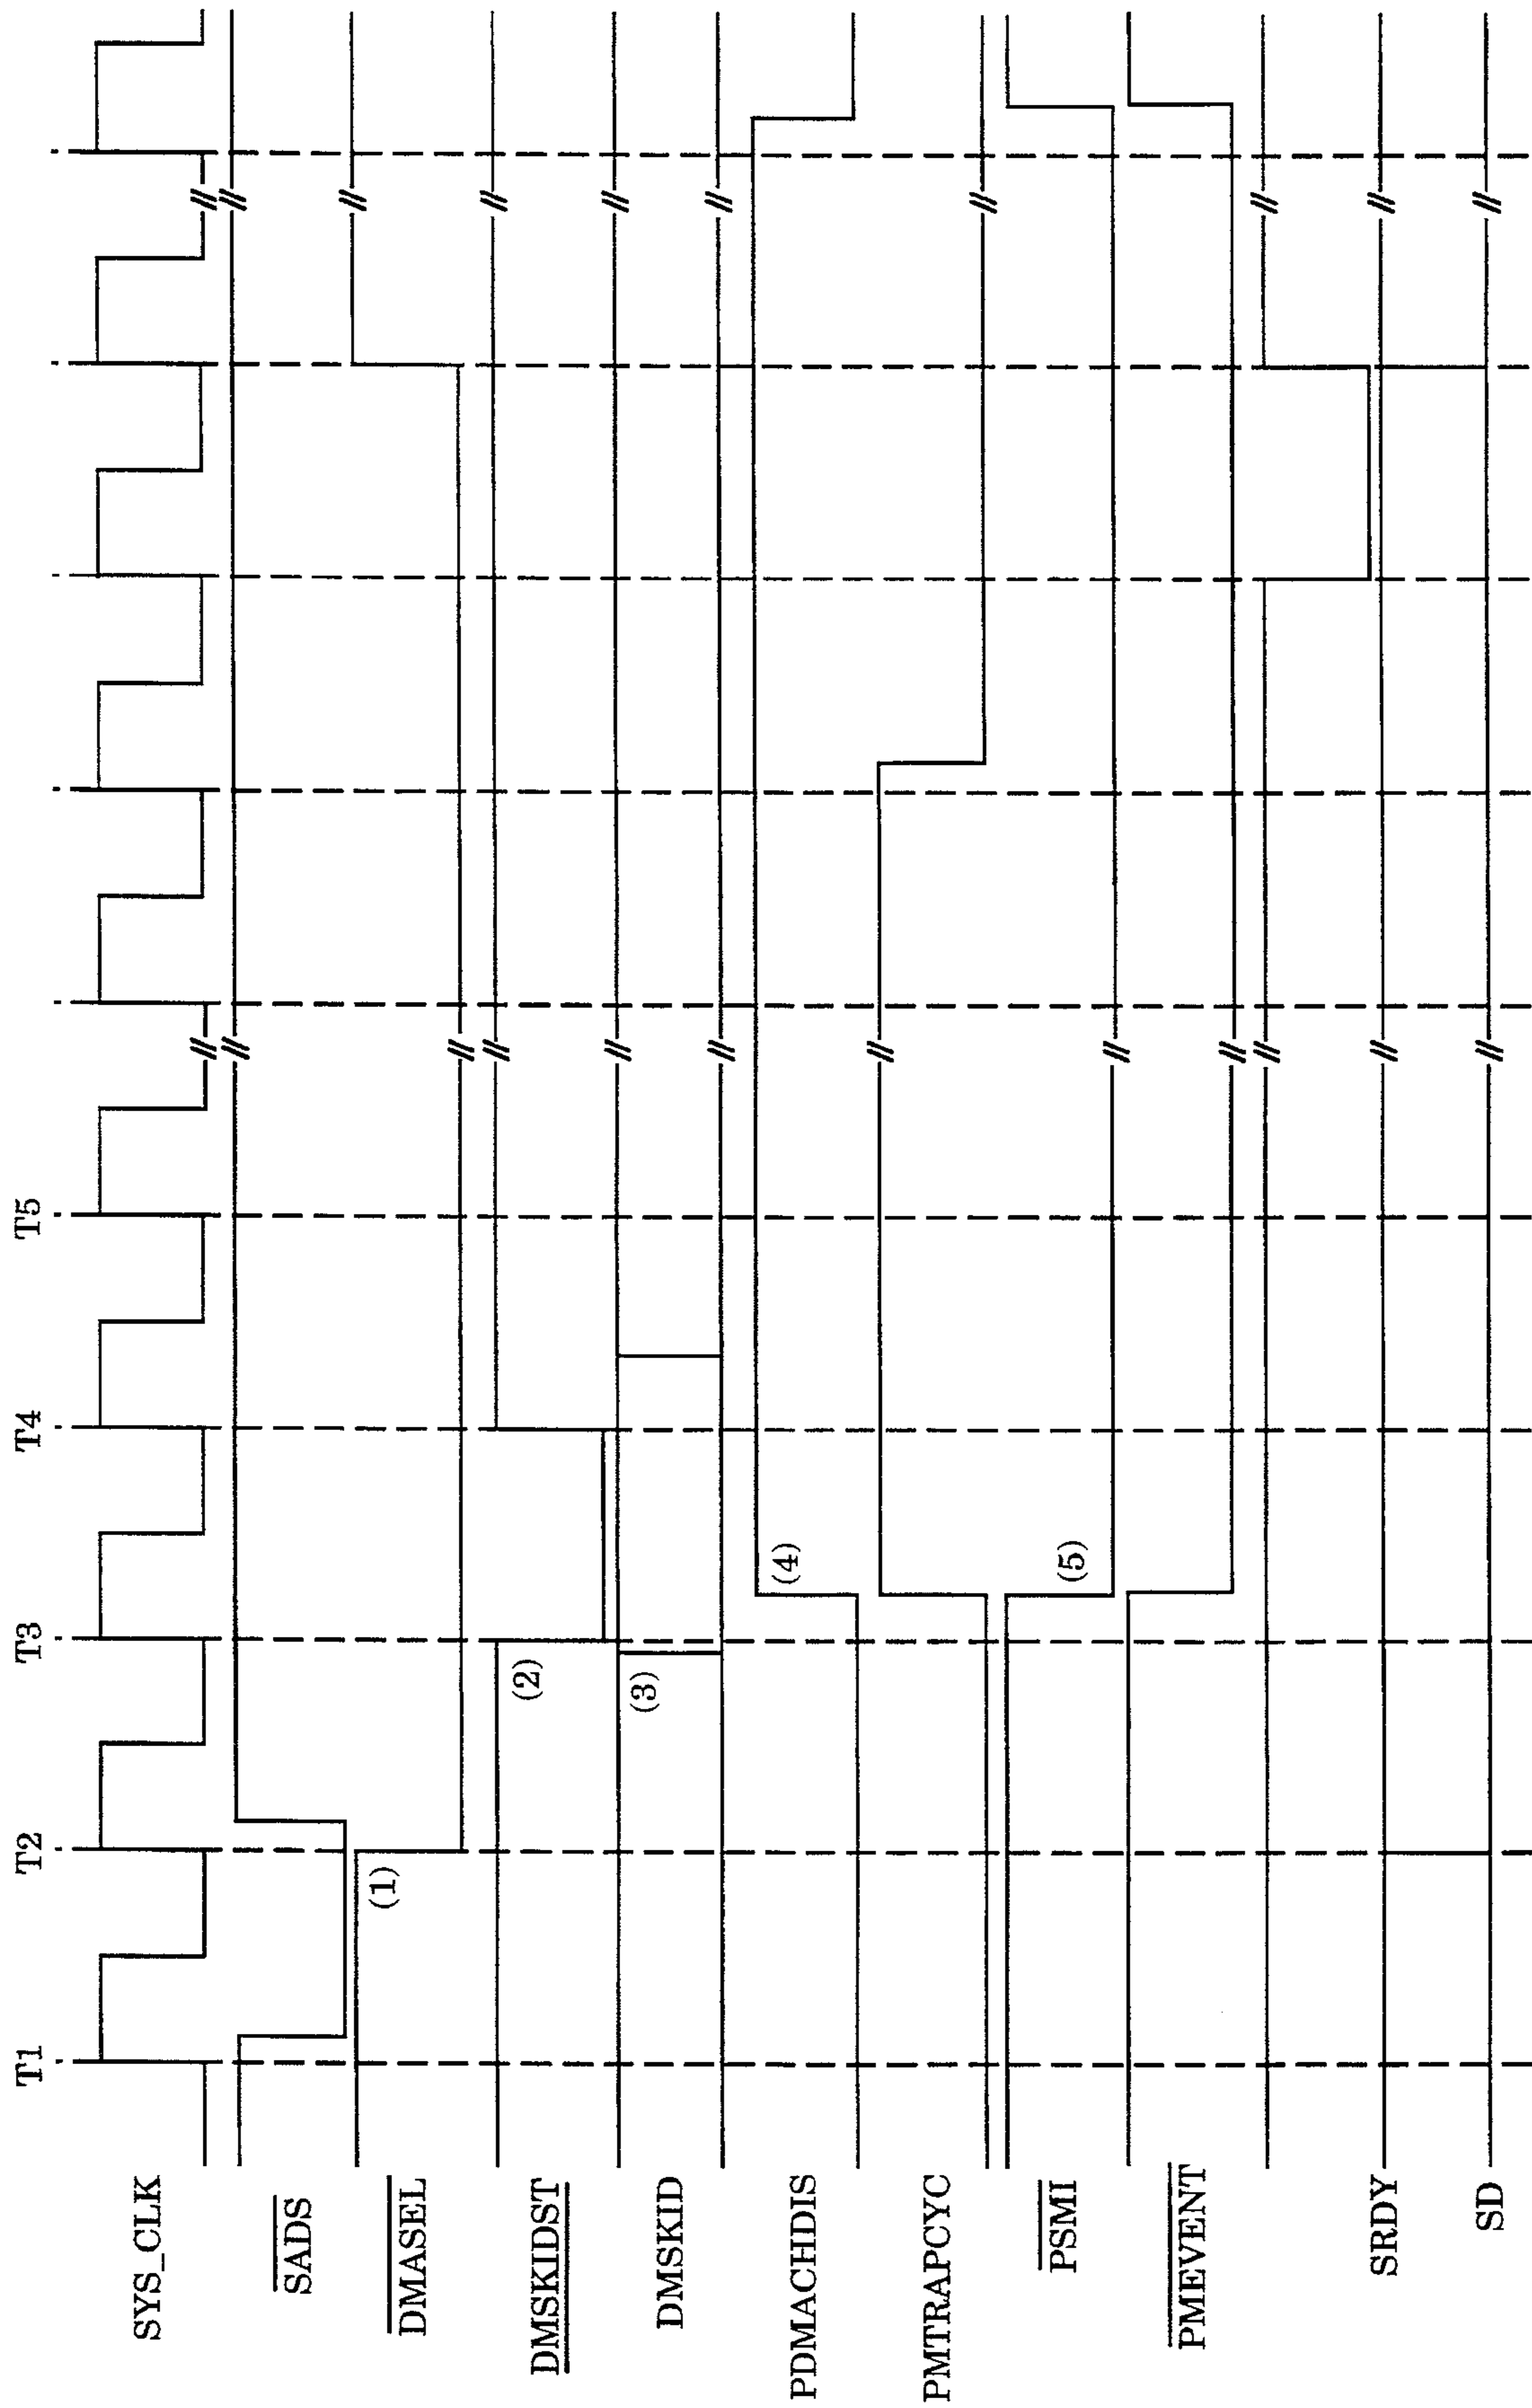 T1 T2 T3 T4 T5
SYS_CLK
SADS
DMASEL
(1)
DMSKIDST
(2)
DMSKID
(3)
PDMACHDIS
(4)
PMTRAPCYC
PSMI
(5)
PMEVENT
SRDY
SD